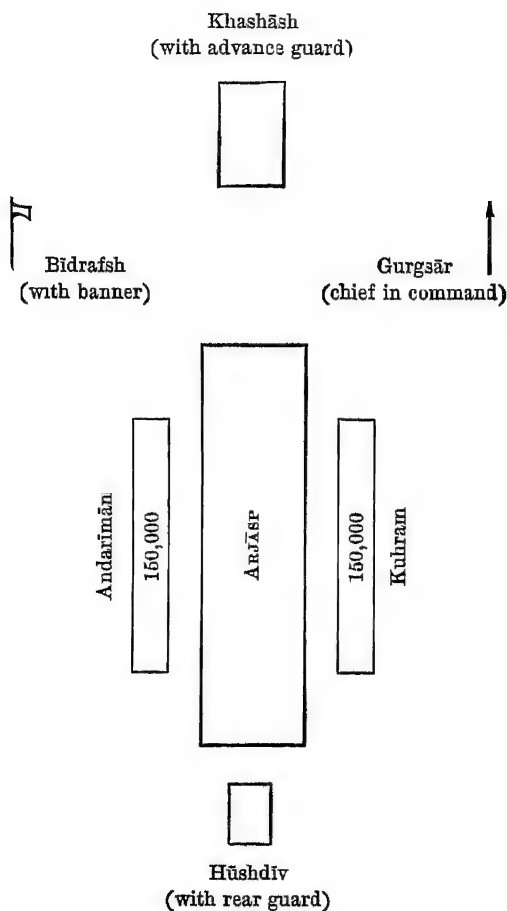 Khashāsh
(with advance guard)
Bīdrafsh
(with banner)
Gurgsār
(chief in command)
Andarīmān
150,000
ARJĀSP
150,000
Kuhram
Hūshdīv
(with rear guard)